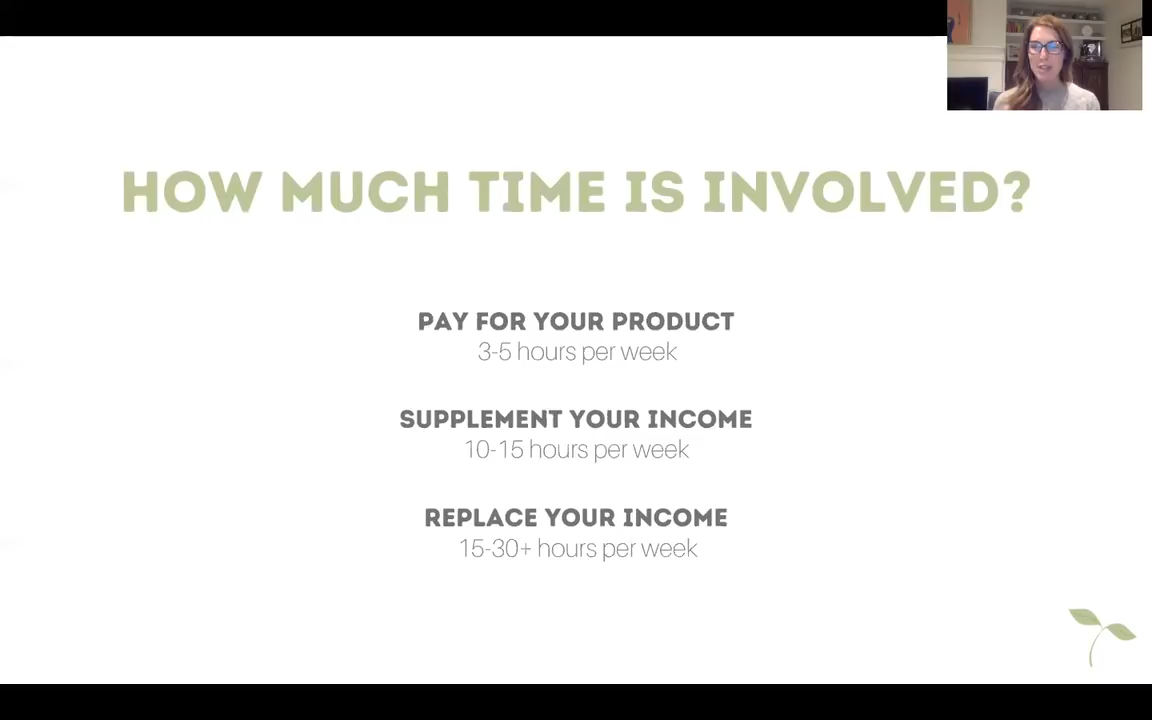 HOW MUCH TIME IS INVOLVED?
PAY FOR YOUR PRODUCT
3-5 hours per week
SUPPLEMENT YOUR INCOME
10-15 hours per week
REPLACE YOUR INCOME
15-30+ hours per week